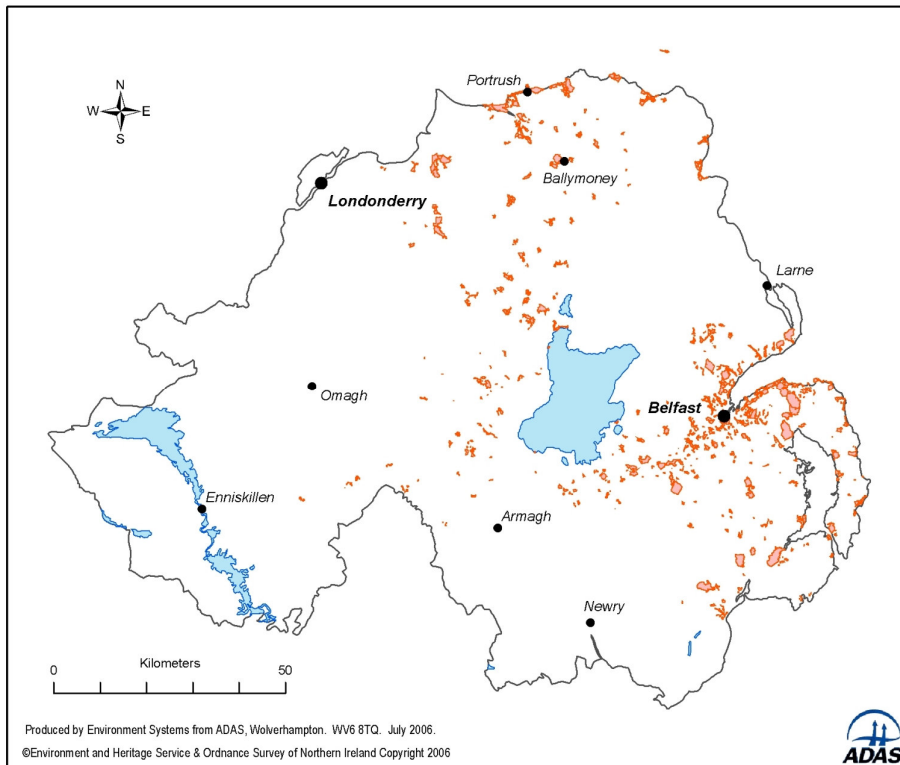 N
W E
S
Portrush
Ballymoney
Londonderry
Larne
Omagh
Belfast
Enniskillen
Armagh
Newry
Kilometers
0 50
Produced by Environment Systems from ADAS, Wolverhampton. WV6 8TQ. July 2006.
©Environment and Heritage Service & Ordnance Survey of Northern Ireland Copyright 2006
ADAS